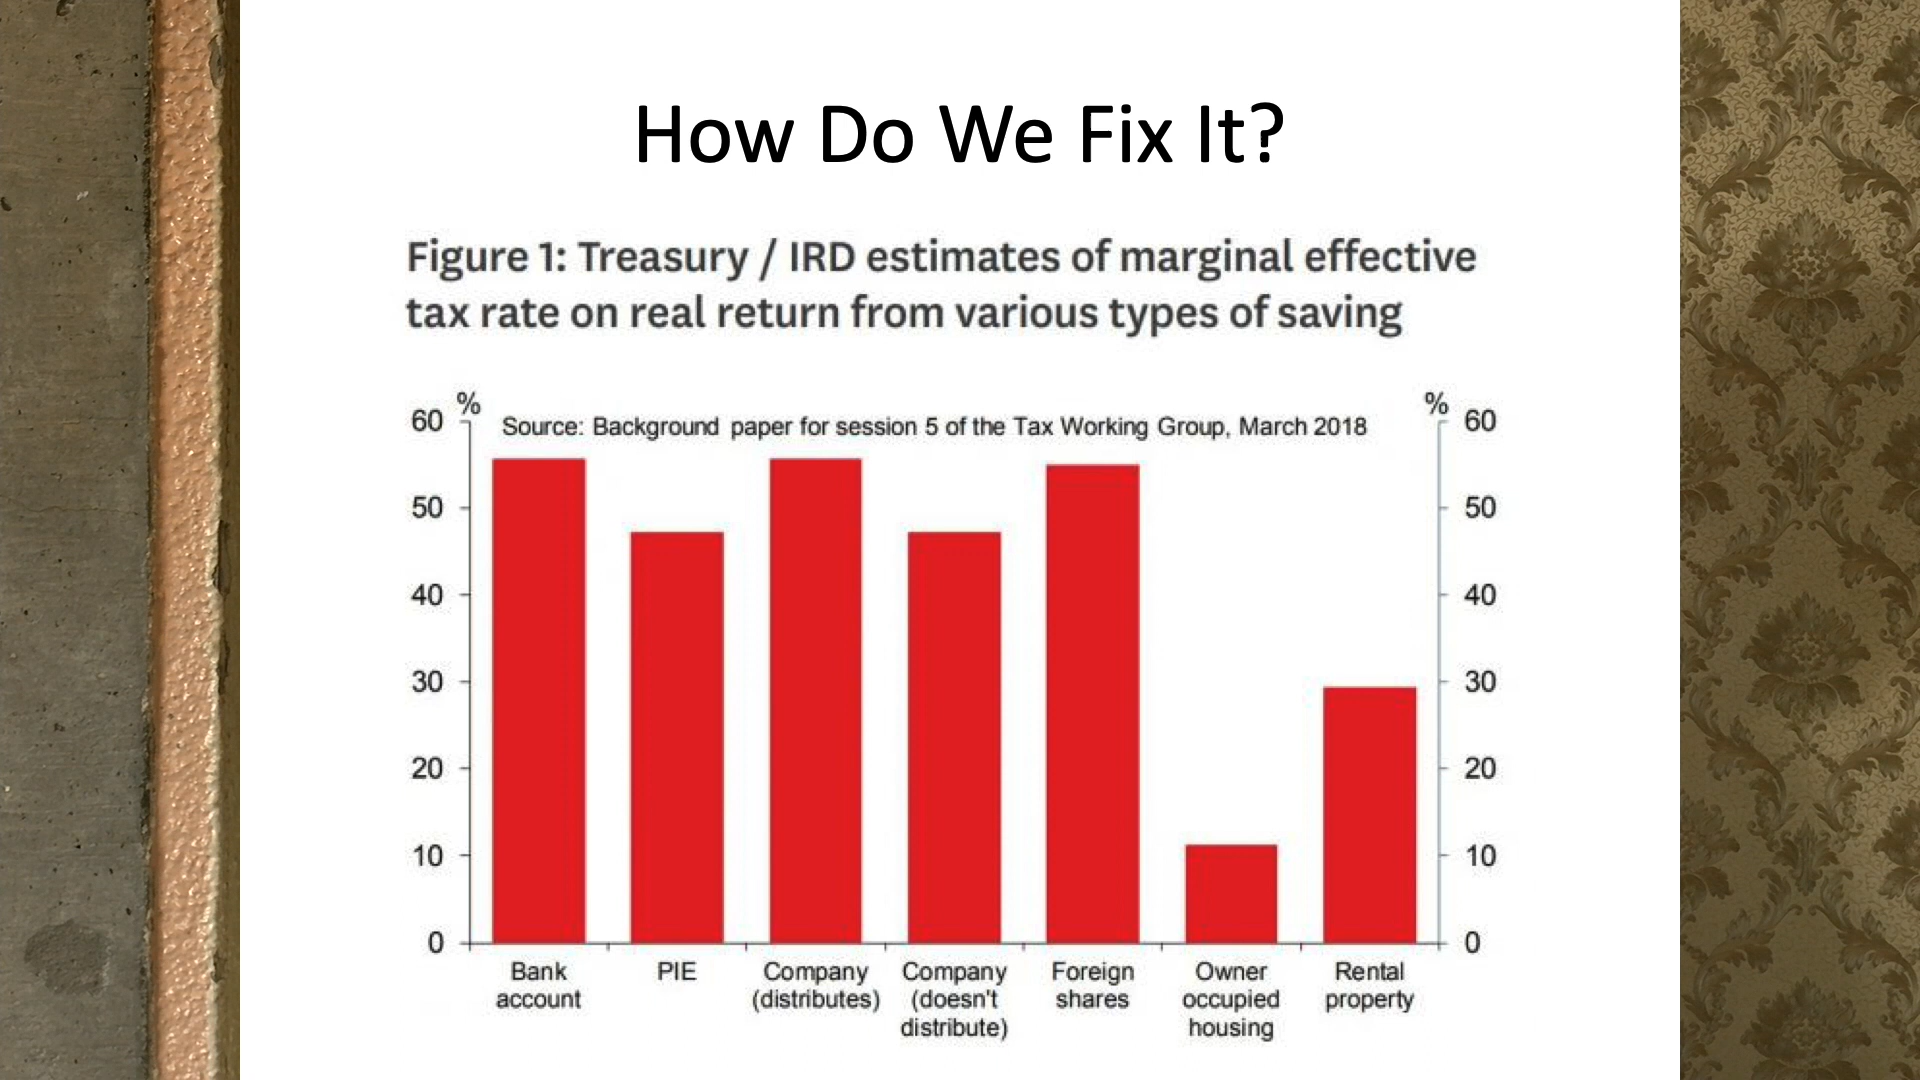 How Do We Fix It?
Figure 1: Treasury / IRD estimates of marginal effective
tax rate on real return from various types of saving
% %
60 Source: Background paper for session 5 of the Tax Working Group, March 2018 60
50 50
40 40
30 30
20 20
10 10
0 0
Bank PIE Company Company Foreign Owner Rental
account (distributes) (doesn't shares occupied property
distribute) housing